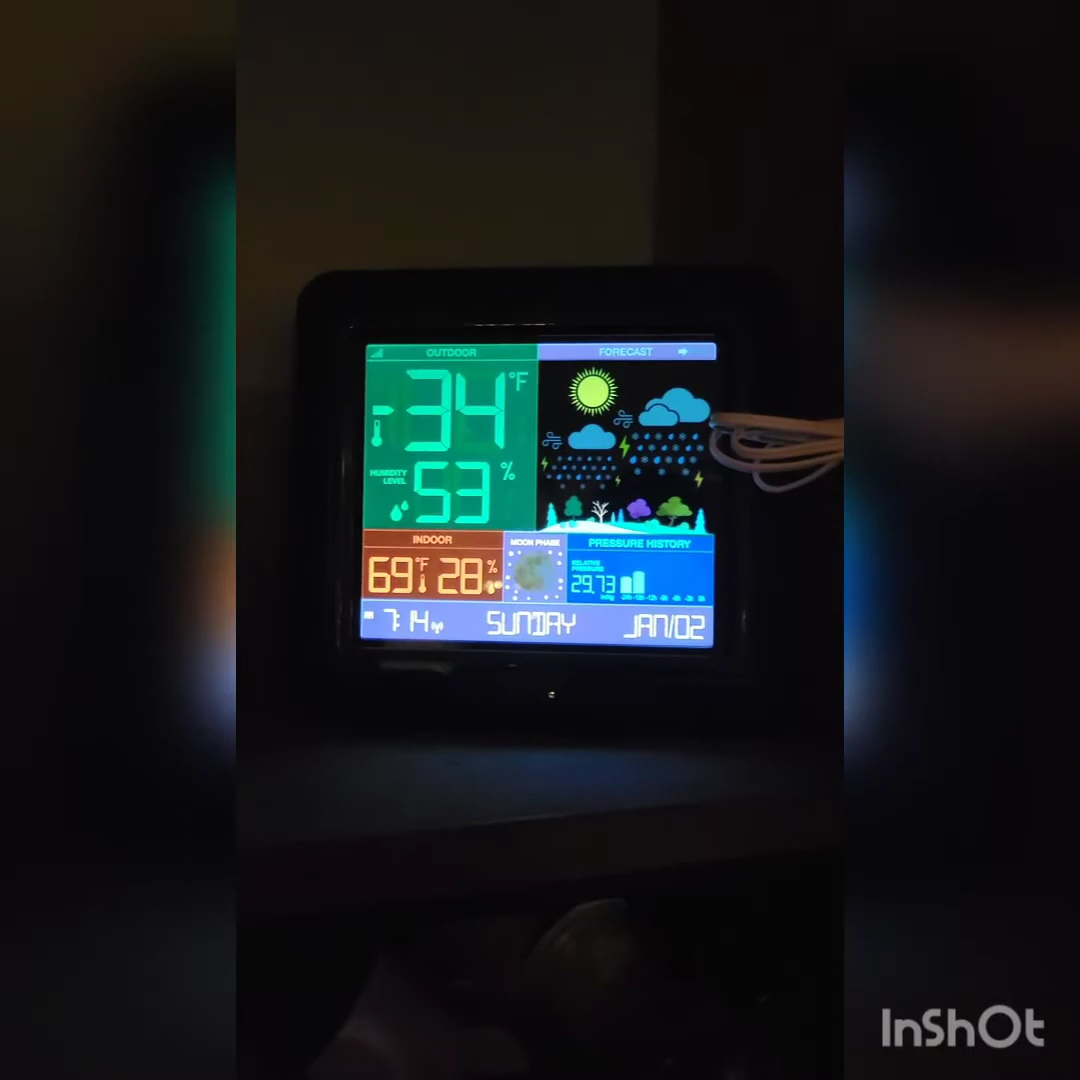 OUTDOOR
-34 °F
HUMIDITY
LEVEL
53 %
FORECAST
INDOOR
69 °F 28 %
MOON PHASE
PRESSURE HISTORY
RELATIVE
PRESSURE
29.73
inHg
7:14
SUNDAY
JAN/02
InShOt